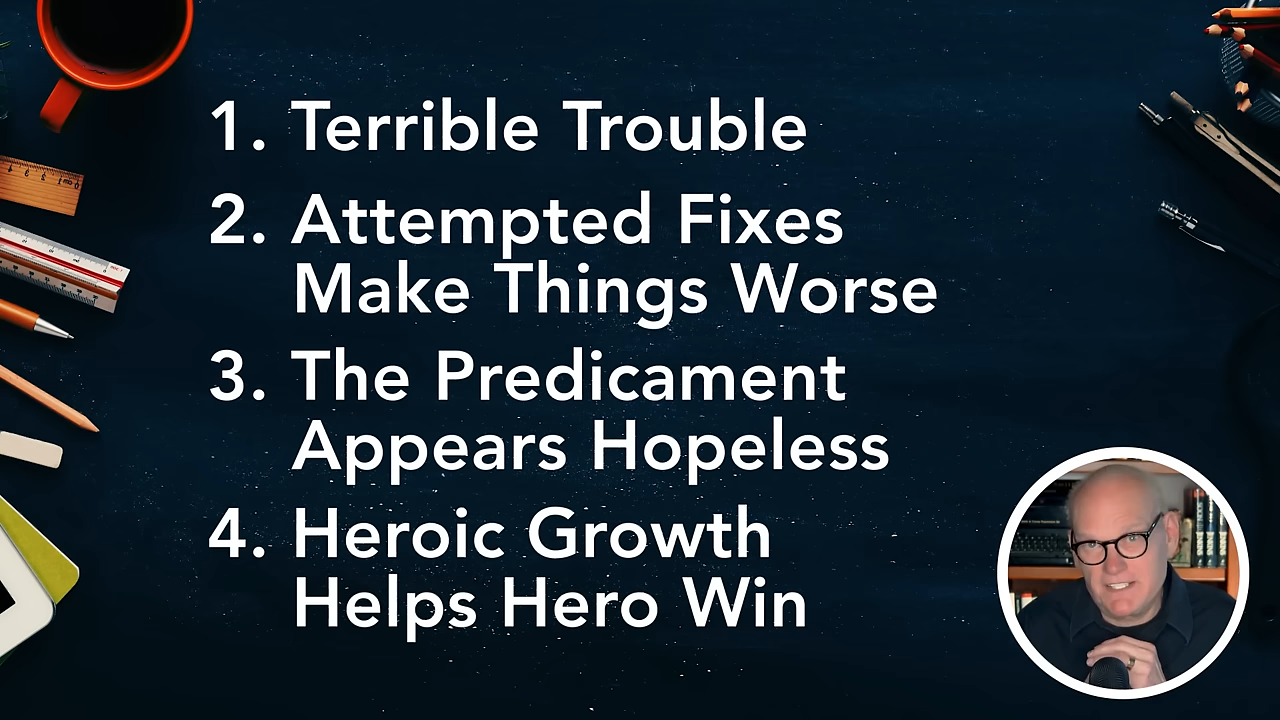 1. Terrible Trouble
2. Attempted Fixes
Make Things Worse
3. The Predicament
Appears Hopeless
4. Heroic Growth
Helps Hero Win